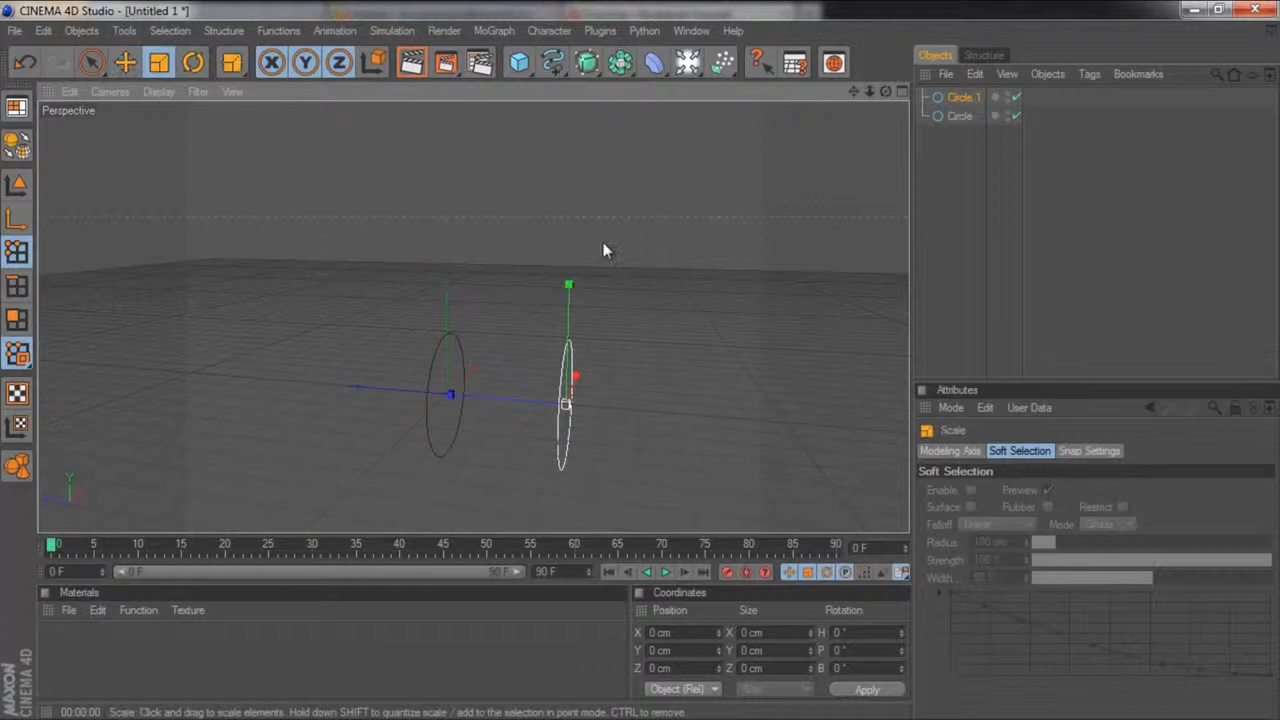 CINEMA 4D Studio - [Untitled 1 *]
File Edit Objects Tools Selection Structure Functions Animation Simulation Render MoGraph Character Plugins Window Help
X Y Z
Objects Structure
File Edit View Objects Tags Bookmarks
Circle 1
Circle
Edit Cameras Display Filter View
Perspective
Y
Attributes
Mode Edit User Data
Scale
Modeling Axis Soft Selection Snap Settings
Soft Selection
Enable Preview
Surface Rubber Restrict
Falloff Linear Mode Group
Radius 100 cm
Strength 100 %
Width...
0 5 10 15 20 25 30 35 40 45 50 55 60 65 70 75 80 85 90 0 F
0 F 0 F 90 F 90 F
Materials
File Edit Function Texture
Coordinates
Position Size Rotation
X 0 cm X 0 cm H 0 °
Y 0 cm Y 0 cm P 0 °
Z 0 cm Z 0 cm B 0 °
Object (Rel) Size Apply
MAXON
CINEMA 4D
00:00:00 Scale: Click and drag to scale elements. Hold down SHIFT to quantize scale / add to the selection in point mode, CTRL to remove.